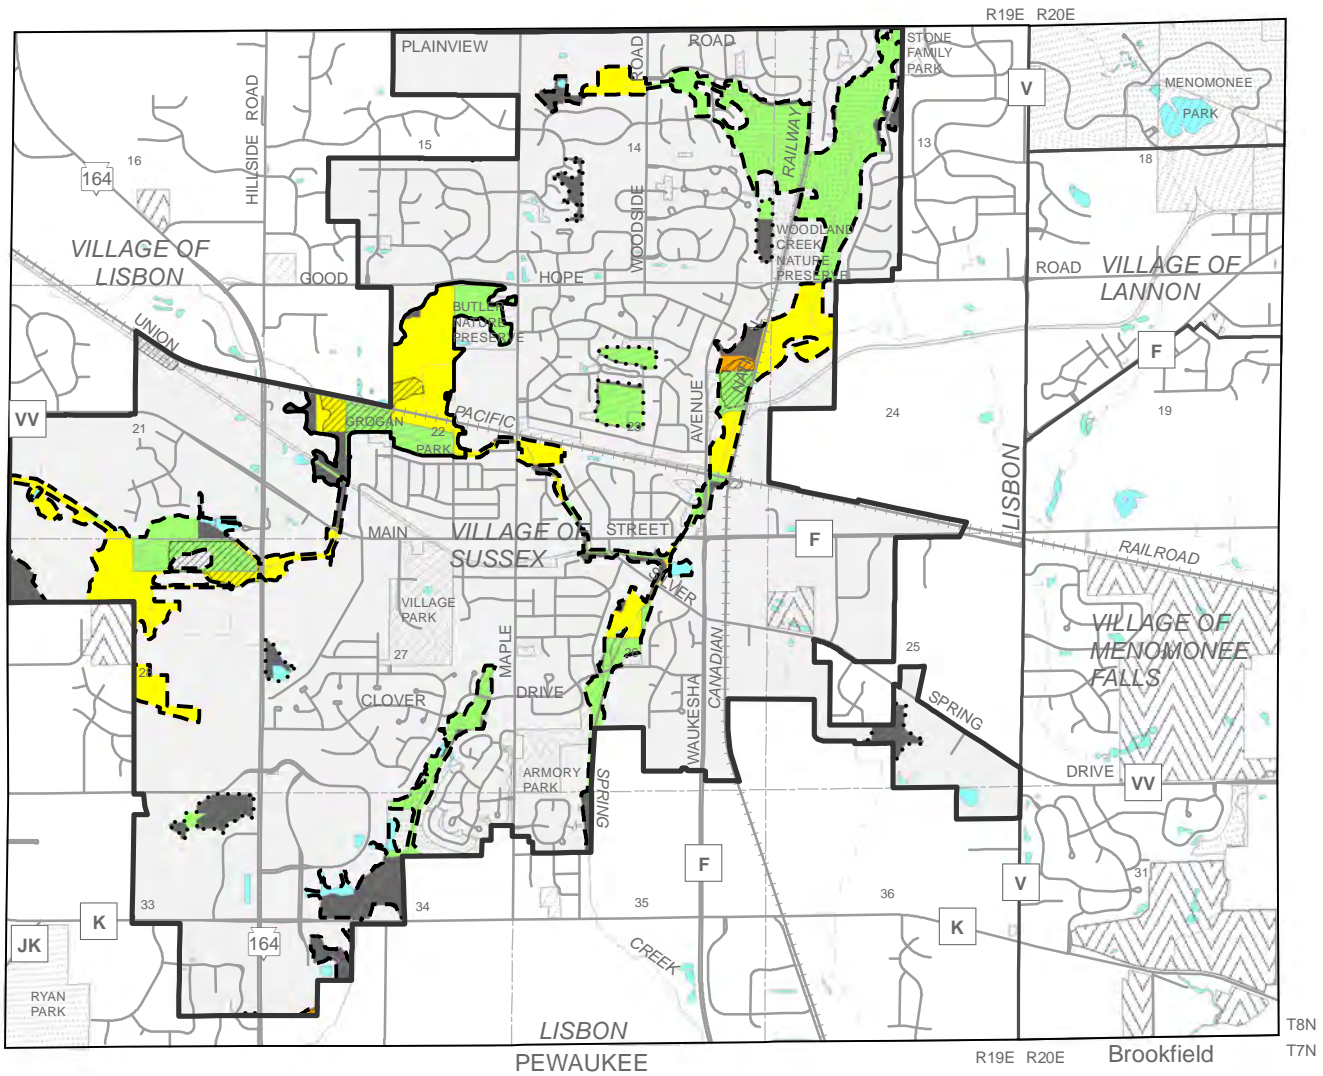 R19E R20E
PLAINVIEW
ROAD
ROAD
STONE
FAMILY
PARK
V
MENOMONEE
PARK
HILLSIDE ROAD
16
15
14
13
18
164
RAILWAY
WOODSIDE
WOODLAND
CREEK
NATURE
PRESERVE
VILLAGE OF
LISBON
GOOD
HOPE
ROAD
VILLAGE OF
LANNON
UNION
BUTLER
NATURE
PRESERVE
F
VV
21
GROGAN
PARK
22
PACIFIC
23
AVENUE
24
19
LISBON
MAIN
VILLAGE OF
SUSSEX
STREET
F
RAILROAD
SILVER
VILLAGE
PARK
VILLAGE OF
MENOMONEE
FALLS
28
27
MAPLE
26
25
CLOVER
DRIVE
CANADIAN
WAUKESHA
SPRING
ARMORY
PARK
SPRING
DRIVE
VV
F
V
31
33
34
35
36
K
K
JK
164
CREEK
RYAN
PARK
LISBON
PEWAUKEE
R19E R20E
Brookfield
T8N
T7N